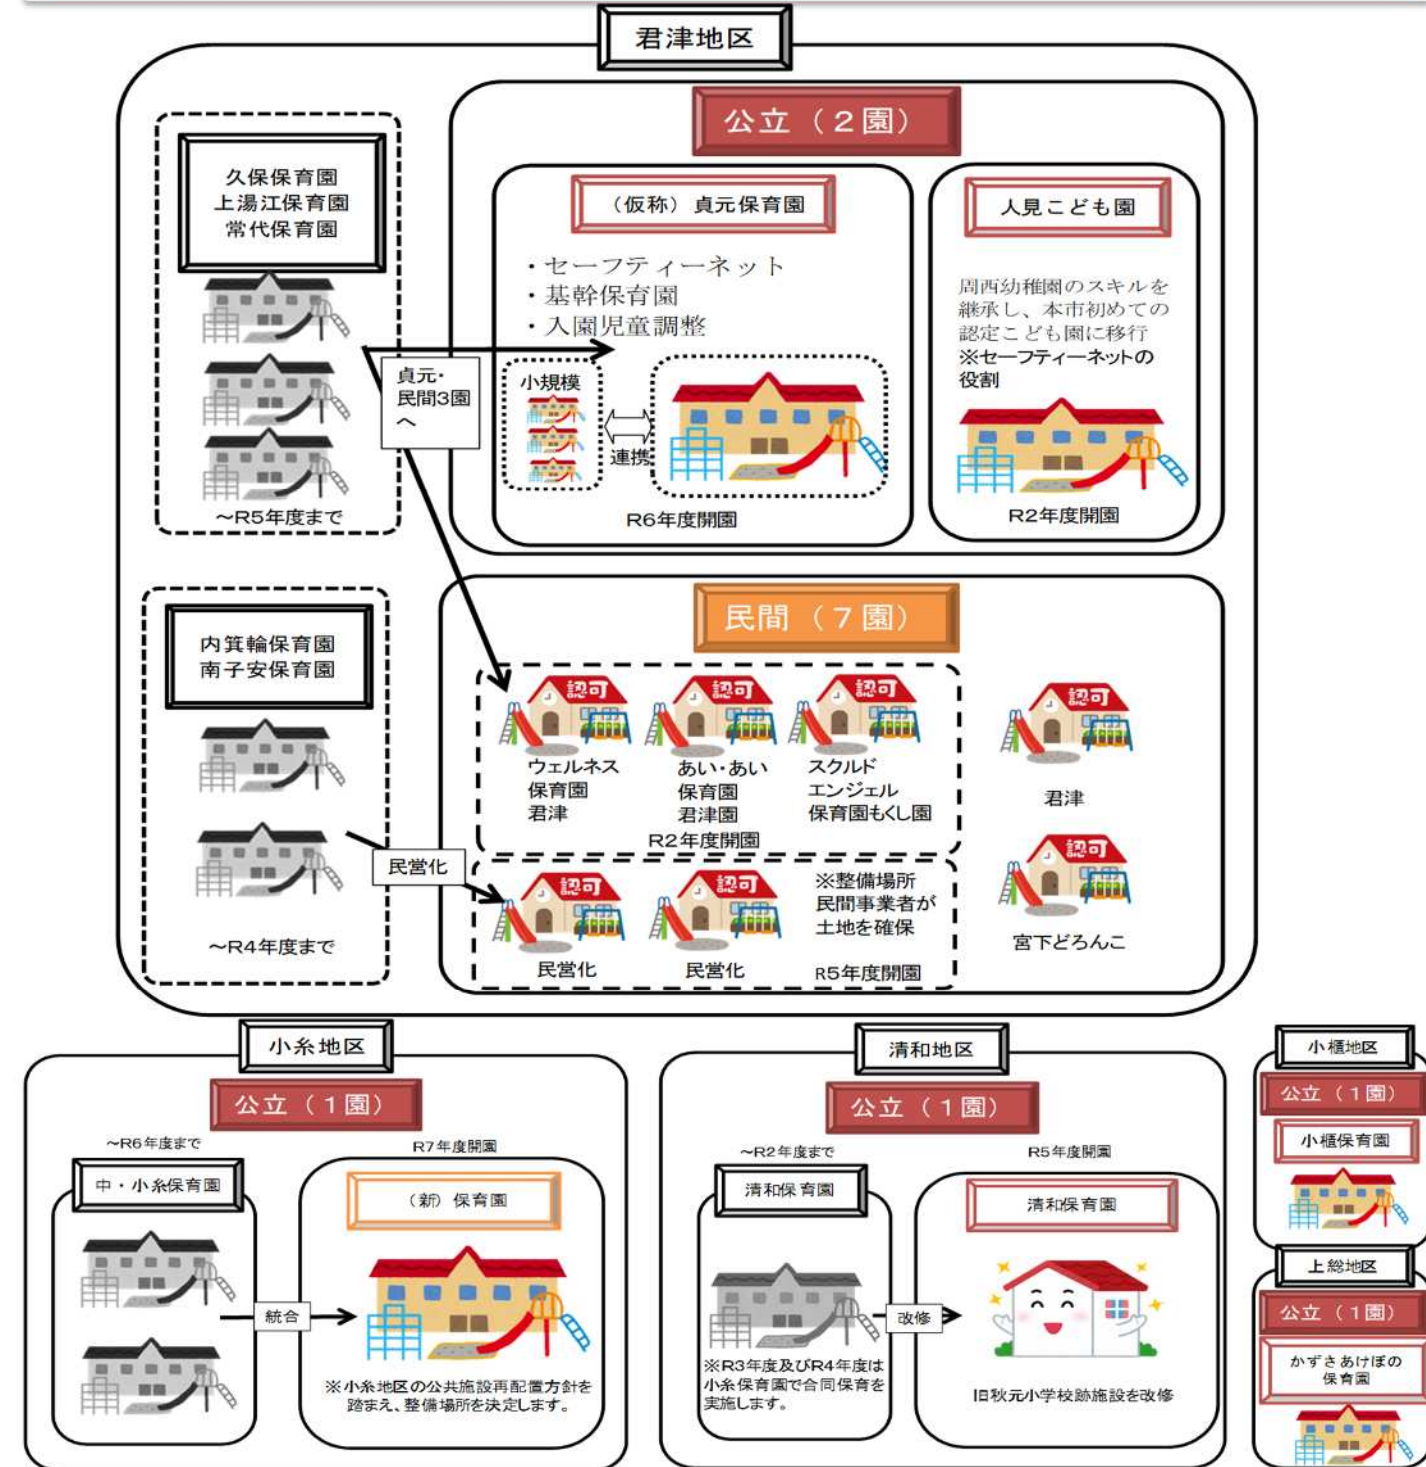 君津地区
公立（２園）
久保保育園
上湯江保育園
常代保育園
～R5年度まで
（仮称）貞元保育園
・セーフティーネット
・基幹保育園
・入園児童調整
貞元・
民間3園
へ
小規模
連携
R6年度開園
人見こども園
周西幼稚園のスキルを
継承し、本市初めての
認定こども園に移行
※セーフティーネットの
役割
R2年度開園
民間（７園）
内箕輪保育園
南子安保育園
～R4年度まで
民営化
認可
認可
認可
ウェルネス
保育園
君津
あい・あい
保育園
君津園
スクルド
エンジェル
保育園もくし園
R2年度開園
認可
君津
認可
認可
※整備場所
民間事業者が
土地を確保
民営化
民営化
R5年度開園
認可
宮下どろんこ
小糸地区
公立（１園）
～R6年度まで
R7年度開園
中・小糸保育園
（新）保育園
統合
※小糸地区の公共施設再配置方針を
踏まえ、整備場所を決定します。
清和地区
公立（１園）
～R2年度まで
R5年度開園
清和保育園
清和保育園
改修
※R3年度及びR4年度は
小糸保育園で合同保育を
実施します。
旧秋元小学校跡施設を改修
小櫃地区
公立（１園）
小櫃保育園
上総地区
公立（１園）
かずさあけぼの
保育園